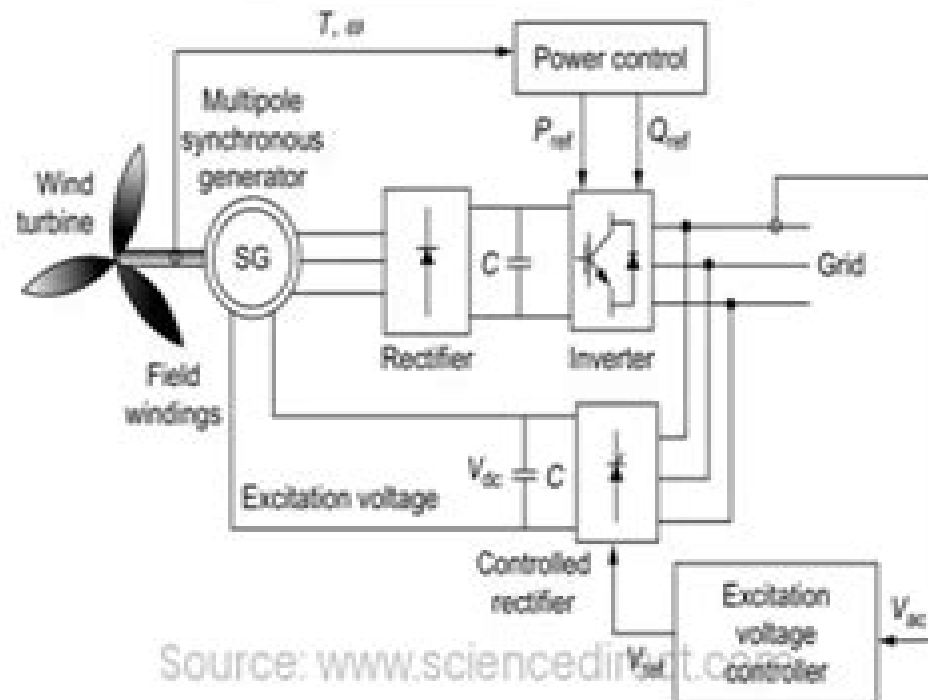 T, ω
Power control
Multipole
synchronous
generator
P_ref
Q_ref
Wind
turbine
SG
C
Grid
Rectifier
Inverter
Field
windings
V_dc
C
Excitation voltage
Controlled
rectifier
Excitation
voltage
controller
V_ac
V_ref
Source: www.sciencedirect.com